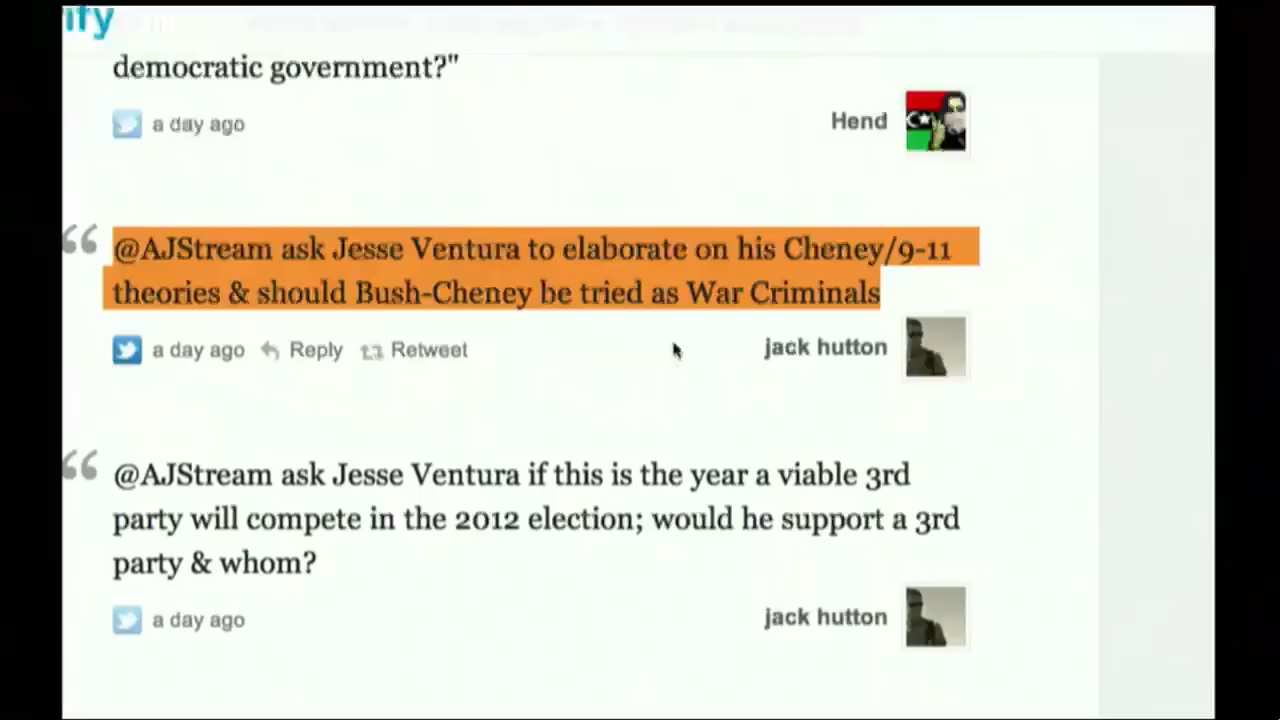 ify
democratic government?"
a day ago
Hend
@AJStream ask Jesse Ventura to elaborate on his Cheney/9-11
theories & should Bush-Cheney be tried as War Criminals
a day ago Reply Retweet
jack hutton
@AJStream ask Jesse Ventura if this is the year a viable 3rd
party will compete in the 2012 election; would he support a 3rd
party & whom?
a day ago
jack hutton